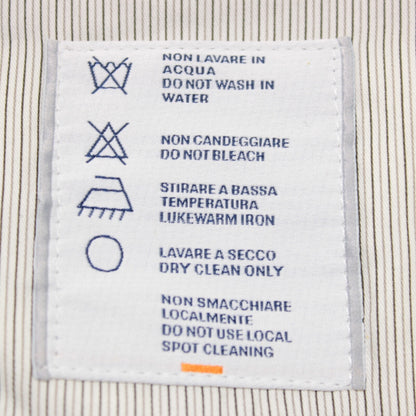 NON LAVARE IN
ACQUA
DO NOT WASH IN
WATER
NON CANDEGGIARE
DO NOT BLEACH
STIRARE A BASSA
TEMPERATURA
LUKEWARM IRON
LAVARE A SECCO
DRY CLEAN ONLY
NON SMACCHIARE
LOCALMENTE
DO NOT USE LOCAL
SPOT CLEANING